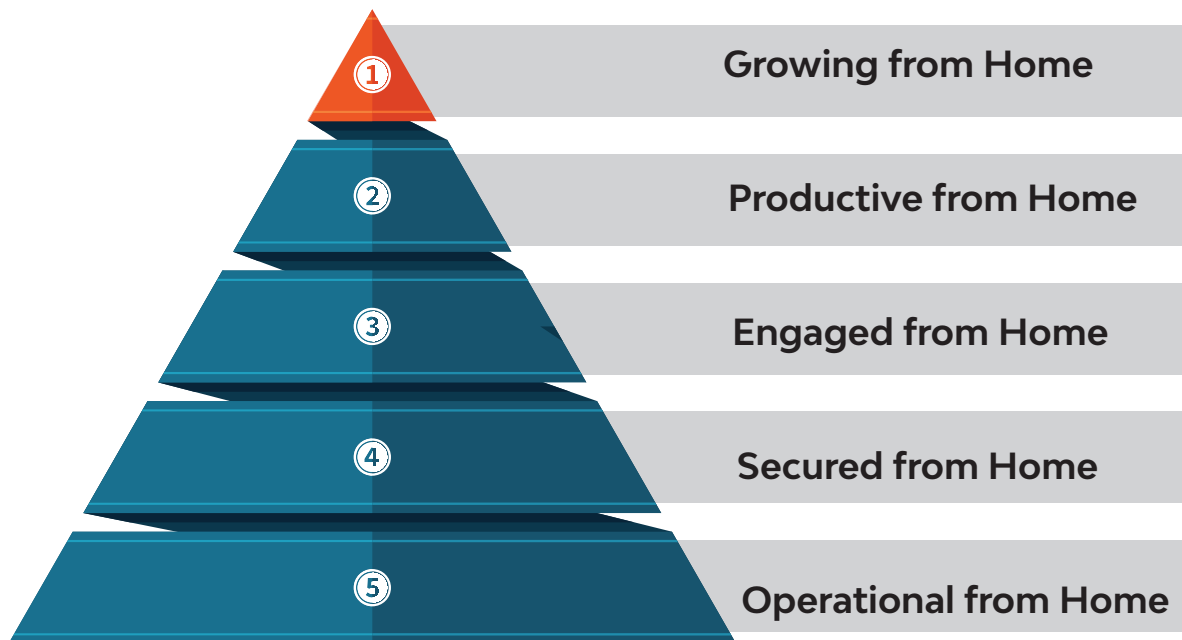 1
Growing from Home
2
Productive from Home
3
Engaged from Home
4
Secured from Home
5
Operational from Home